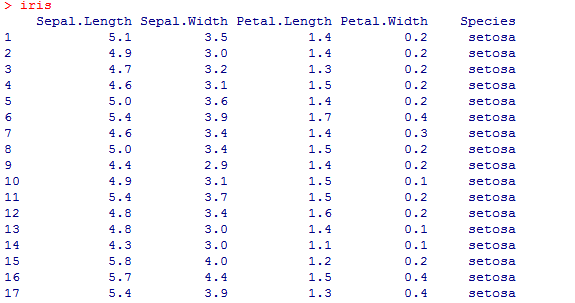 > iris
    Sepal.Length Sepal.Width Petal.Length Petal.Width    Species
1            5.1         3.5          1.4         0.2     setosa
2            4.9         3.0          1.4         0.2     setosa
3            4.7         3.2          1.3         0.2     setosa
4            4.6         3.1          1.5         0.2     setosa
5            5.0         3.6          1.4         0.2     setosa
6            5.4         3.9          1.7         0.4     setosa
7            4.6         3.4          1.4         0.3     setosa
8            5.0         3.4          1.5         0.2     setosa
9            4.4         2.9          1.4         0.2     setosa
10           4.9         3.1          1.5         0.1     setosa
11           5.4         3.7          1.5         0.2     setosa
12           4.8         3.4          1.6         0.2     setosa
13           4.8         3.0          1.4         0.1     setosa
14           4.3         3.0          1.1         0.1     setosa
15           5.8         4.0          1.2         0.2     setosa
16           5.7         4.4          1.5         0.4     setosa
17           5.4         3.9          1.3         0.4     setosa